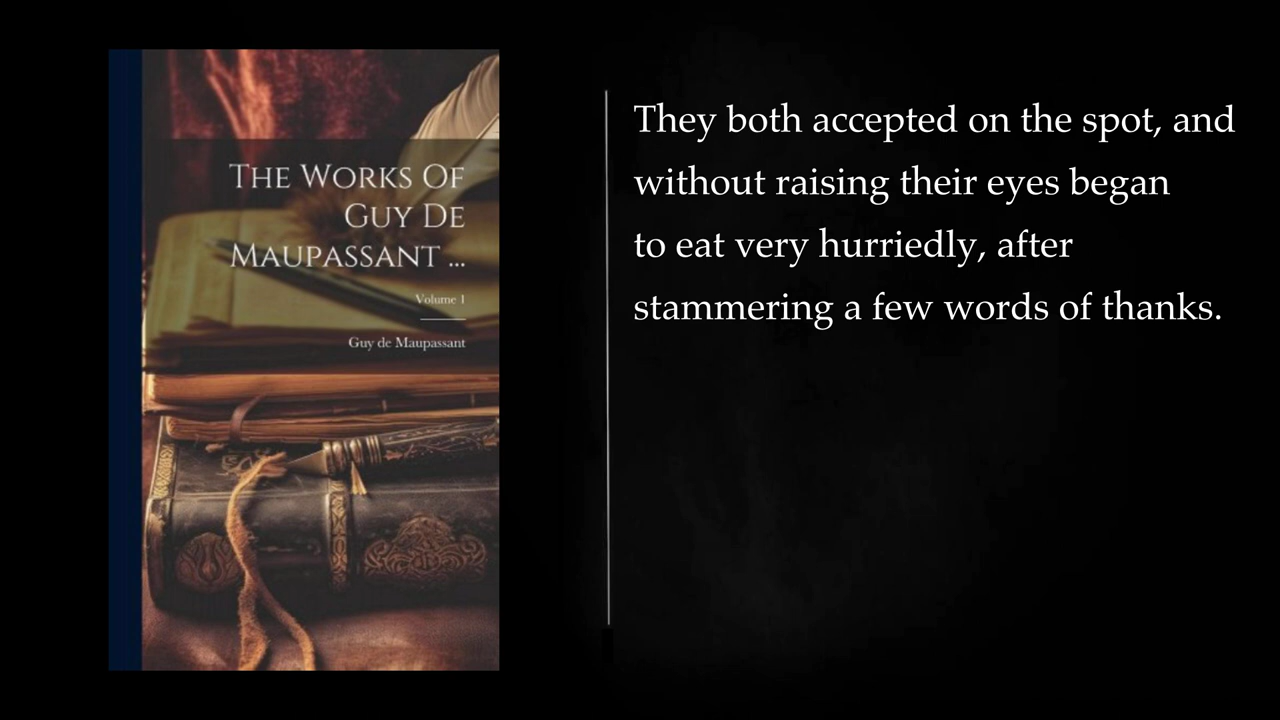 The Works Of
Guy De
Maupassant ...
Volume 1
Guy de Maupassant
They both accepted on the spot, and
without raising their eyes began
to eat very hurriedly, after
stammering a few words of thanks.